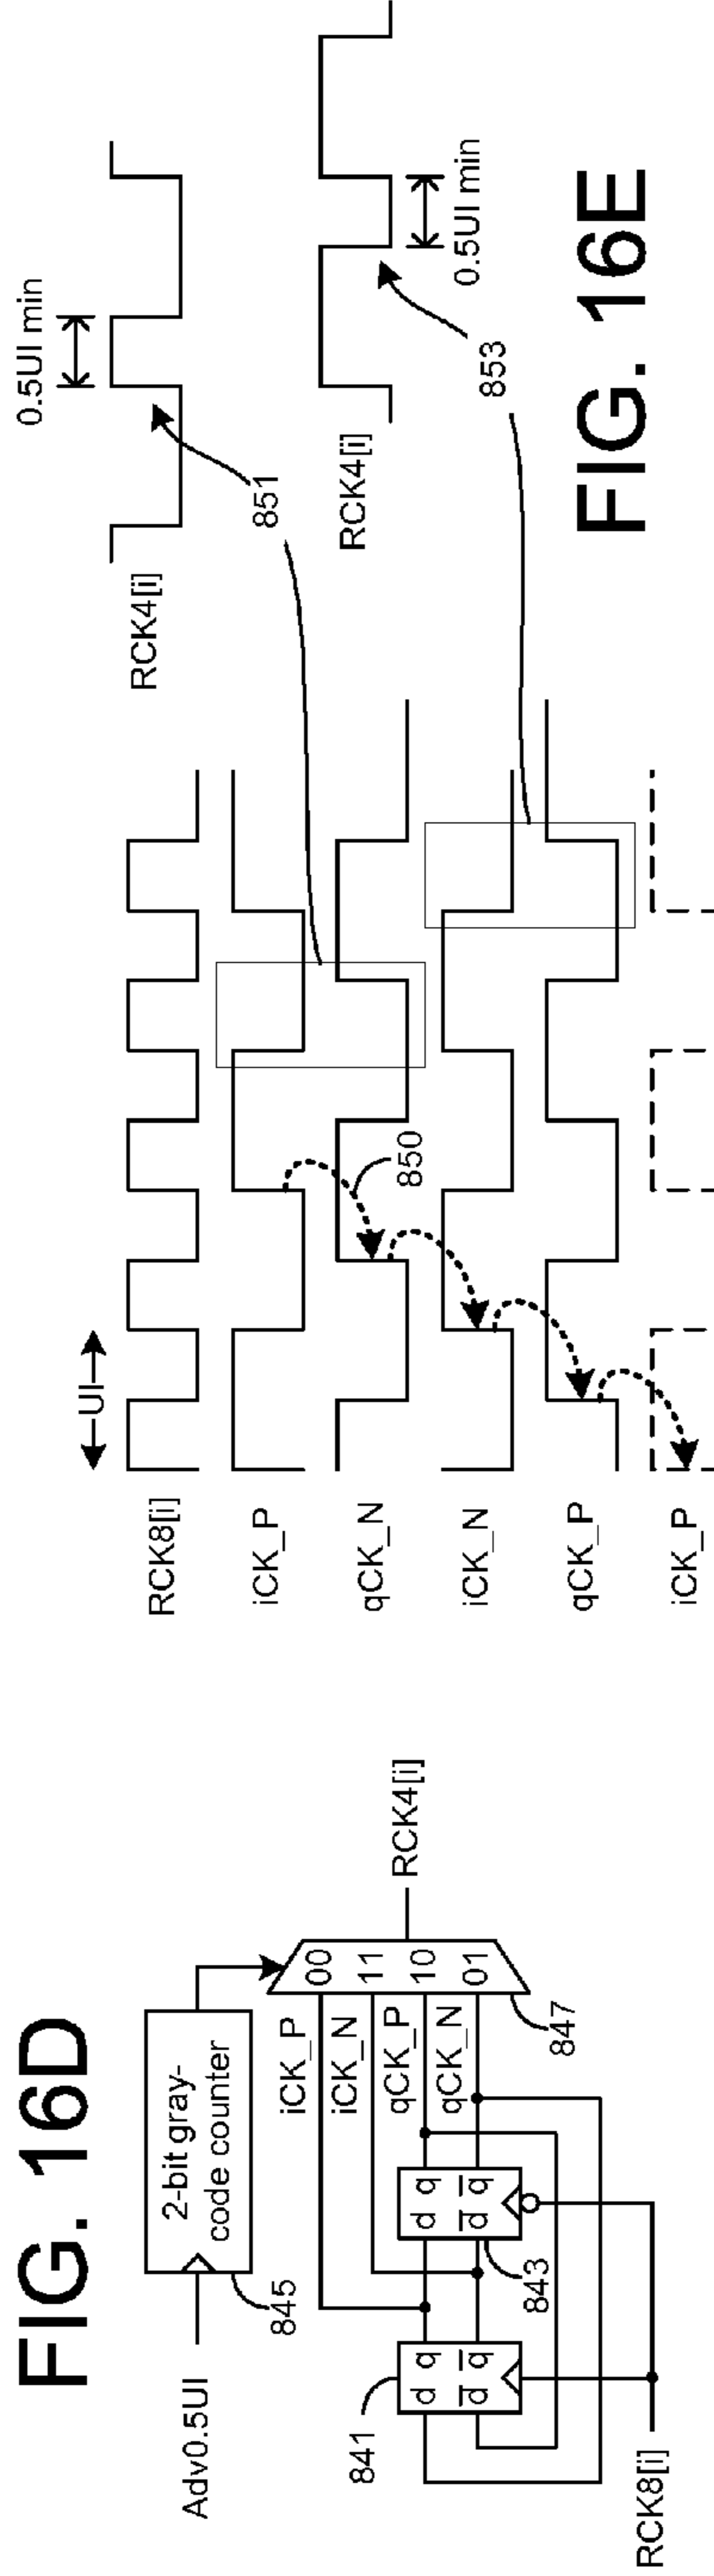 FIG. 16D
Adv0.5UI
2-bit gray-
code counter
845
iCK_P
iCK_N
qCK_P
qCK_N
00
11
10
01
RCK4[i]
847
841
d q
d q
843
d q
d q
RCK8[i]
UI
RCK8[i]
iCK_P
qCK_N
iCK_N
qCK_P
iCK_P
850
851
853
RCK4[i]
0.5UI min
RCK4[i]
0.5UI min
FIG. 16E